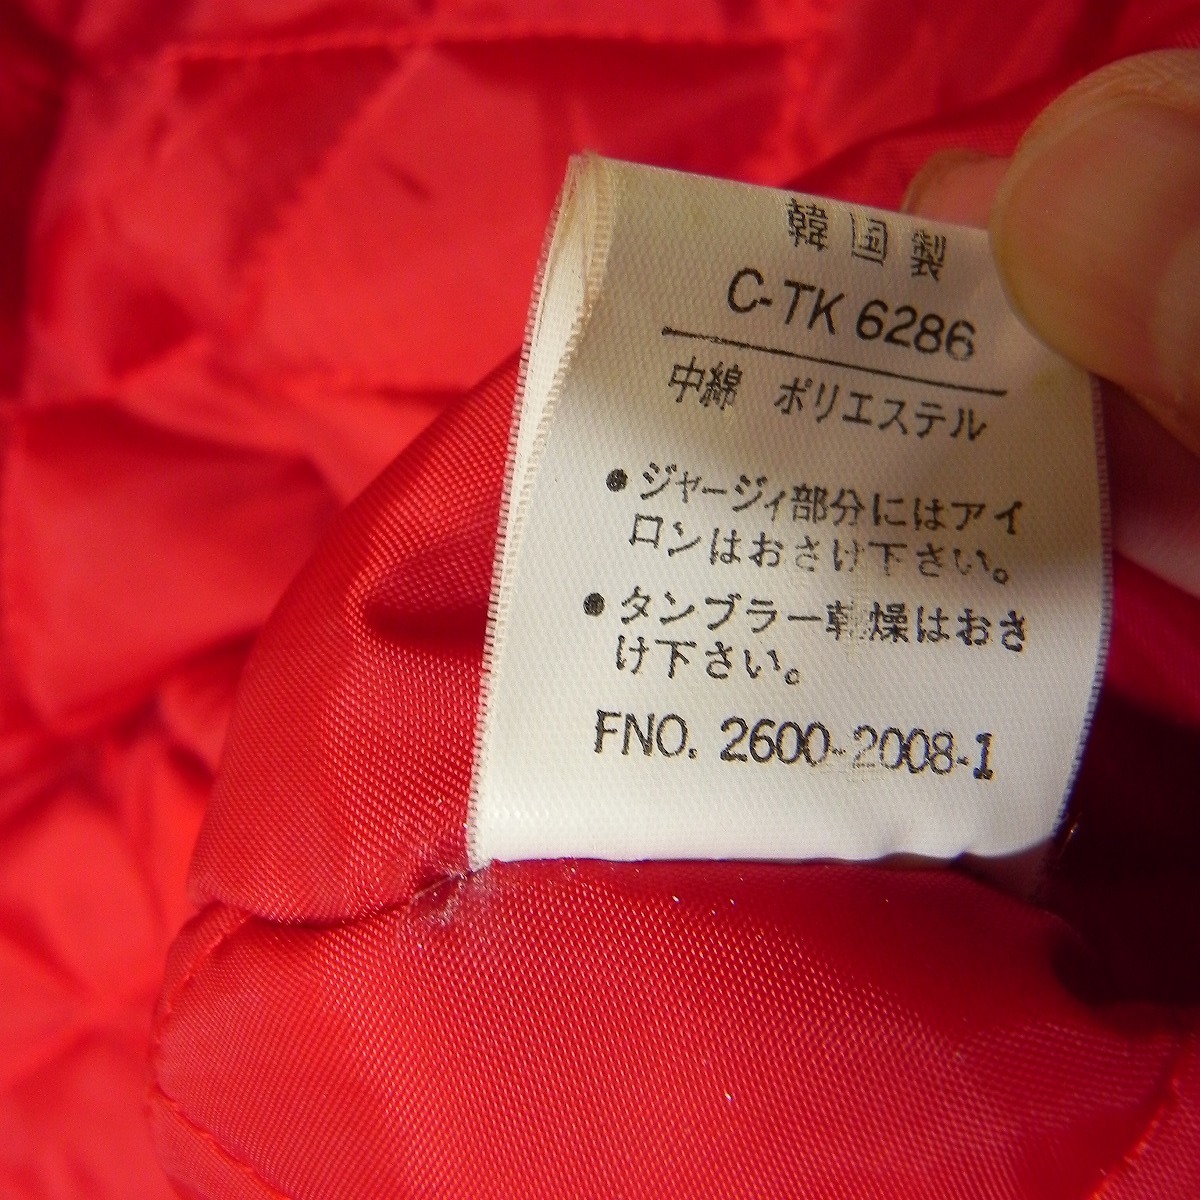 韓国製
C-TK 6286
中綿 ポリエステル
●ジャージィ部分にはアイ
ロンはおさけ下さい。
●タンブラー乾燥はおさ
け下さい。
FNO. 2600-2008-1